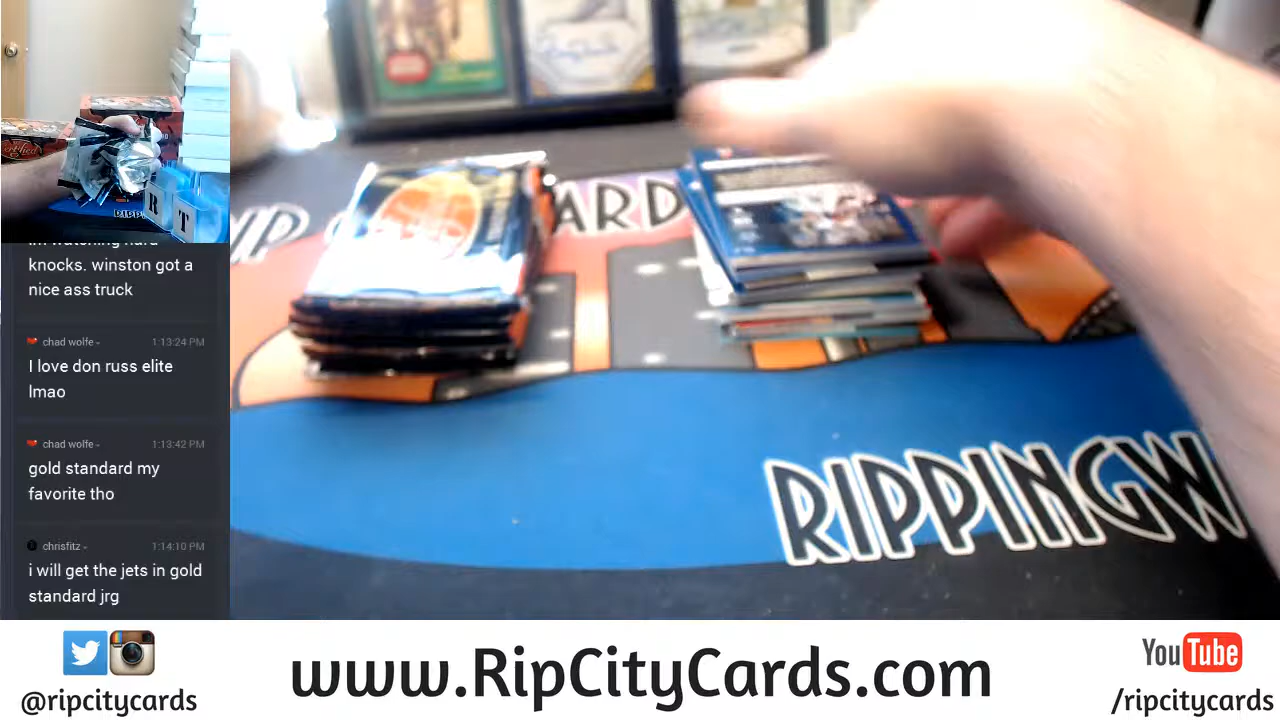 knocks. winston got a
nice ass truck
chad wolfe
1:13:24 PM
I love don russ elite
lmao
chad wolfe
1:13:42 PM
gold standard my
favorite tho
chrisfitz
1:14:10 PM
i will get the jets in gold
standard jrg
R T
RIP
ARD
RIPPINGW
@ripcitycards
www.RipCityCards.com
YouTube
/ripcitycards